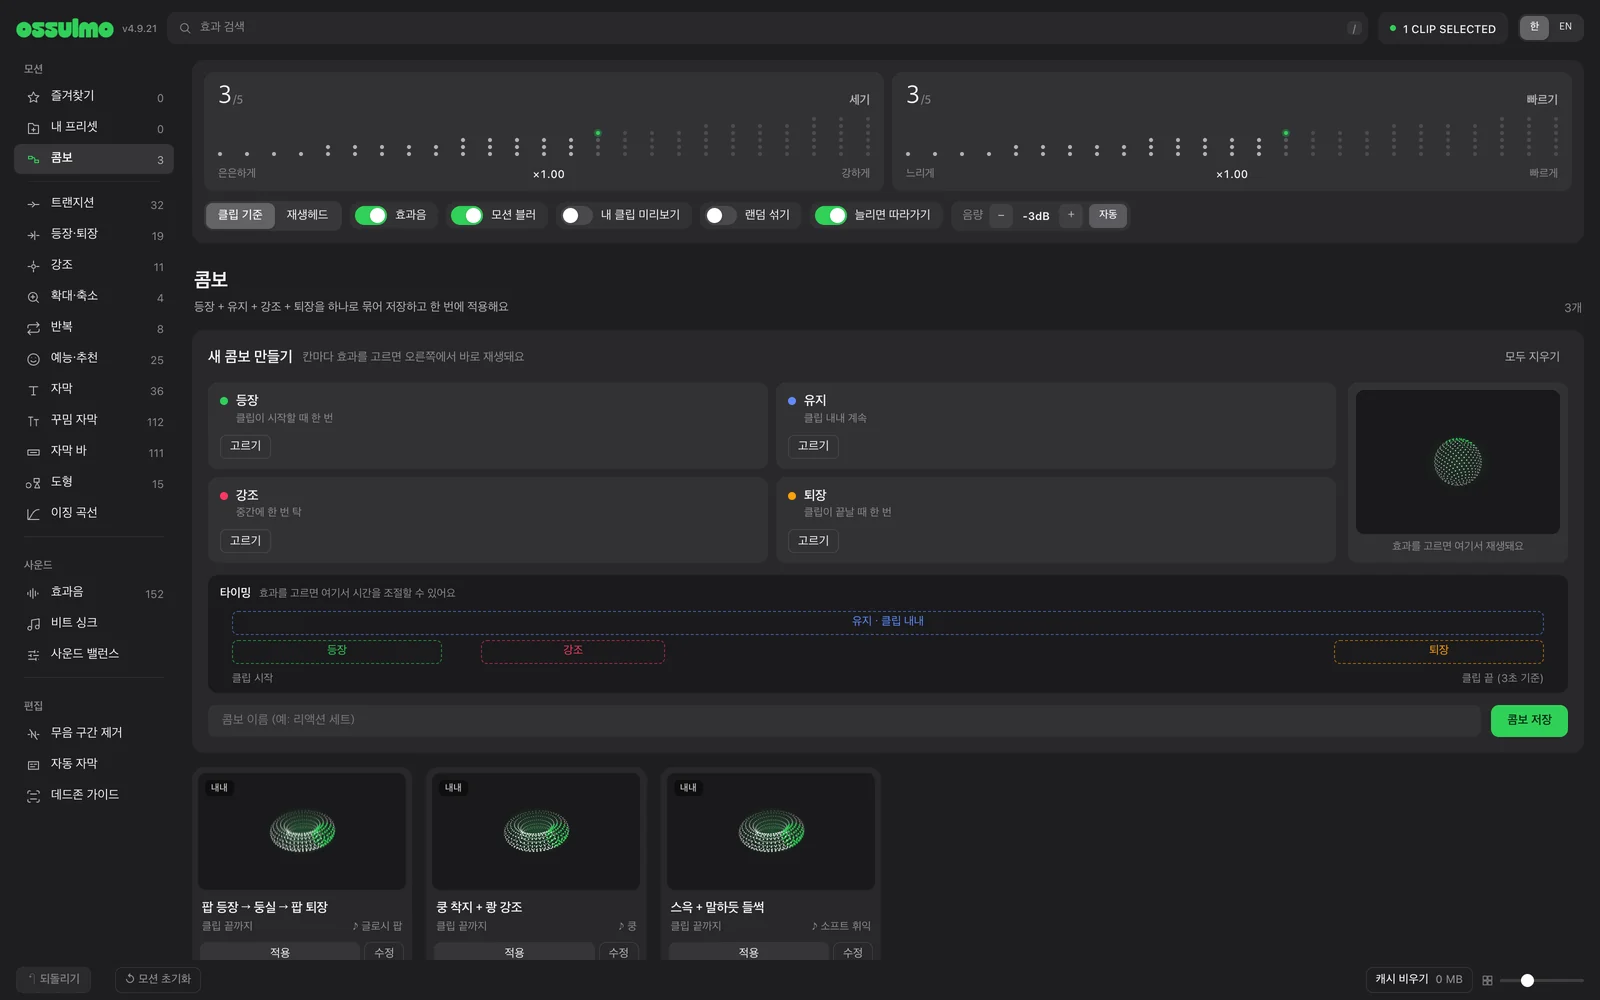 ossulmo v4.9.21
효과 검색
/
1 CLIP SELECTED
한 EN
모션
즐겨찾기 0
내 프리셋 0
콤보 3
트랜지션 32
등장·퇴장 19
강조 11
확대·축소 4
반복 8
예능·추천 25
자막 36
꾸밈 자막 112
자막 바 111
도형 15
이징 곡선
사운드
효과음 152
비트 싱크
사운드 밸런스
편집
무음 구간 제거
자동 자막
데드존 가이드
3/5 세기
은은하게 ×1.00 강하게
3/5 빠르기
느리게 ×1.00 빠르게
클립 기준 재생헤드 효과음 모션 블러 내 클립 미리보기 랜덤 섞기 늘리면 따라가기 음량 − -3dB + 자동
콤보
등장 + 유지 + 강조 + 퇴장을 하나로 묶어 저장하고 한 번에 적용해요
3개
새 콤보 만들기 칸마다 효과를 고르면 오른쪽에서 바로 재생돼요
모두 지우기
등장
클립이 시작할 때 한 번
고르기
유지
클립 내내 계속
고르기
강조
중간에 한 번 탁
고르기
퇴장
클립이 끝날 때 한 번
고르기
효과를 고르면 여기서 재생돼요
타이밍 효과를 고르면 여기서 시간을 조절할 수 있어요
유지 · 클립 내내
등장 강조 퇴장
클립 시작 클립 끝 (3초 기준)
콤보 이름 (예: 리액션 세트)
콤보 저장
내내
팝 등장 → 둥실 → 팝 퇴장
클립 끝까지 ♪ 글로시 팝
적용 수정
내내
쿵 착지 + 쾅 강조
클립 끝까지 ♪ 쿵
적용 수정
내내
스윽 + 말하듯 들썩
클립 끝까지 ♪ 소프트 휘익
적용 수정
되돌리기
모션 초기화
캐시 비우기 0 MB